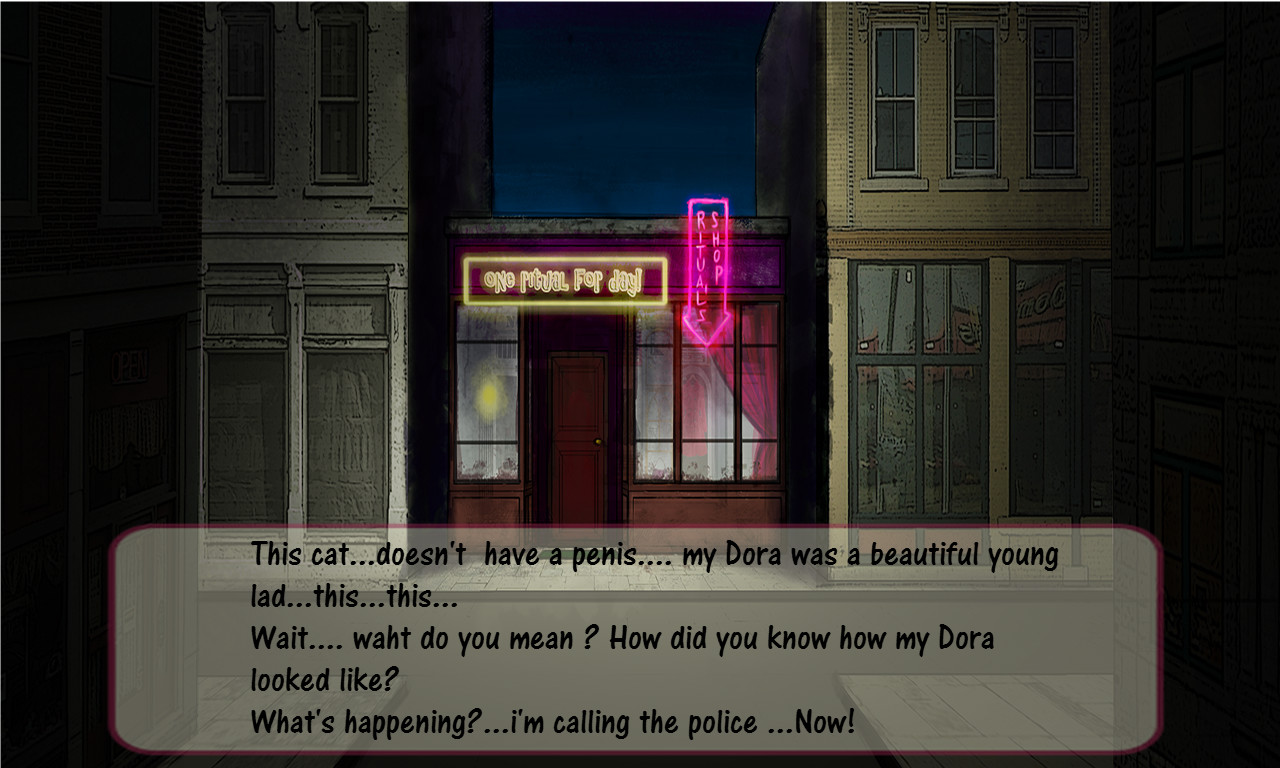 RITUALS SHOP
one ritual for day!
This cat...doesn't have a penis.... my Dora was a beautiful young
lad...this...this...
Wait.... waht do you mean ? How did you know how my Dora
looked like?
What's happening?...i'm calling the police ...Now!